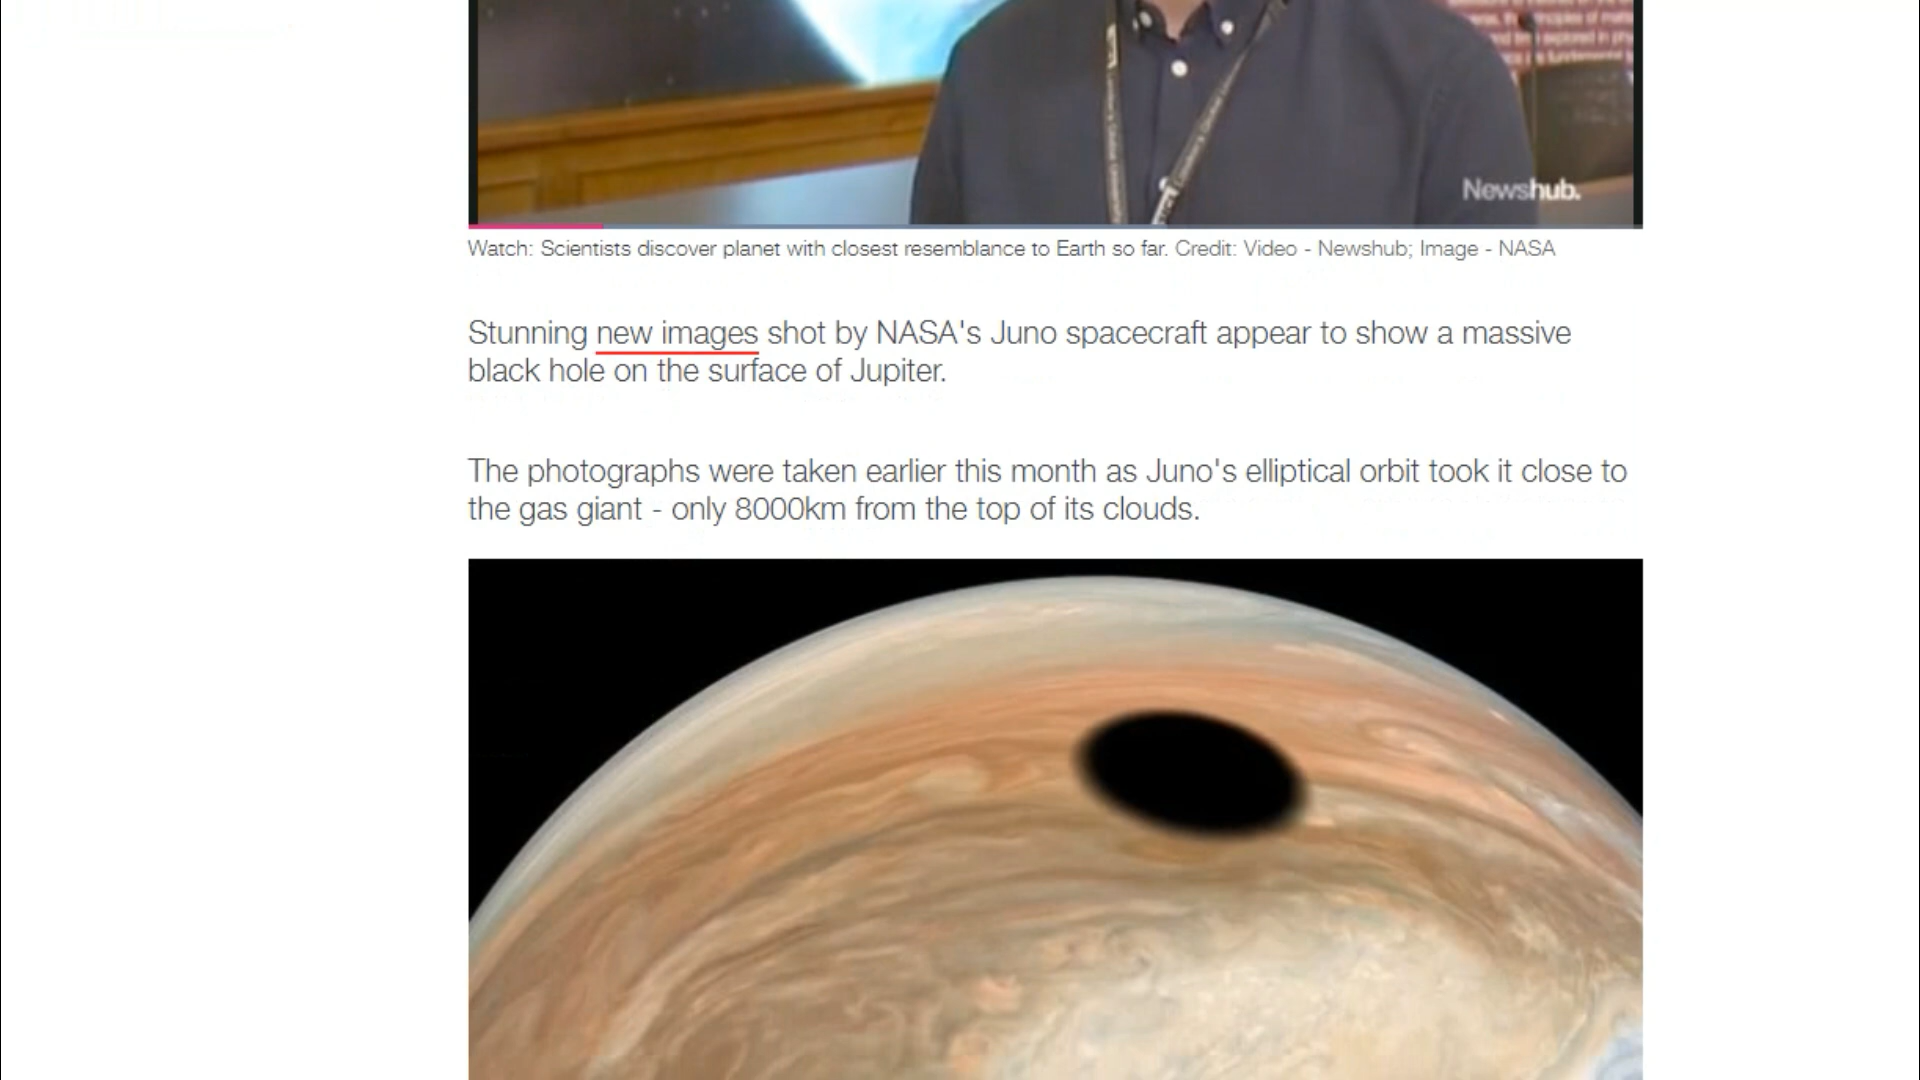 Newshub.
Watch: Scientists discover planet with closest resemblance to Earth so far. Credit: Video - Newshub; Image - NASA
Stunning new images shot by NASA's Juno spacecraft appear to show a massive
black hole on the surface of Jupiter.
The photographs were taken earlier this month as Juno's elliptical orbit took it close to
the gas giant - only 8000km from the top of its clouds.